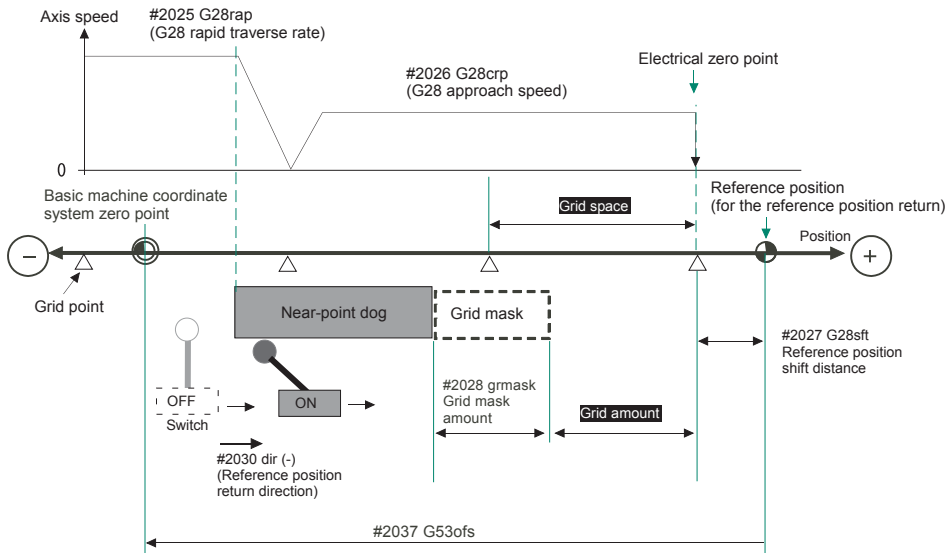 Axis speed
#2025 G28rap
(G28 rapid traverse rate)
#2026 G28crp
(G28 approach speed)
Electrical zero point
0
Basic machine coordinate
system zero point
Grid space
Reference position
(for the reference position return)
Position
−
+
Grid point
Near-point dog
Grid mask
#2027 G28sft
Reference position
shift distance
OFF
Switch
ON
#2028 grmask
Grid mask
amount
Grid amount
#2030 dir (-)
(Reference position
return direction)
#2037 G53ofs